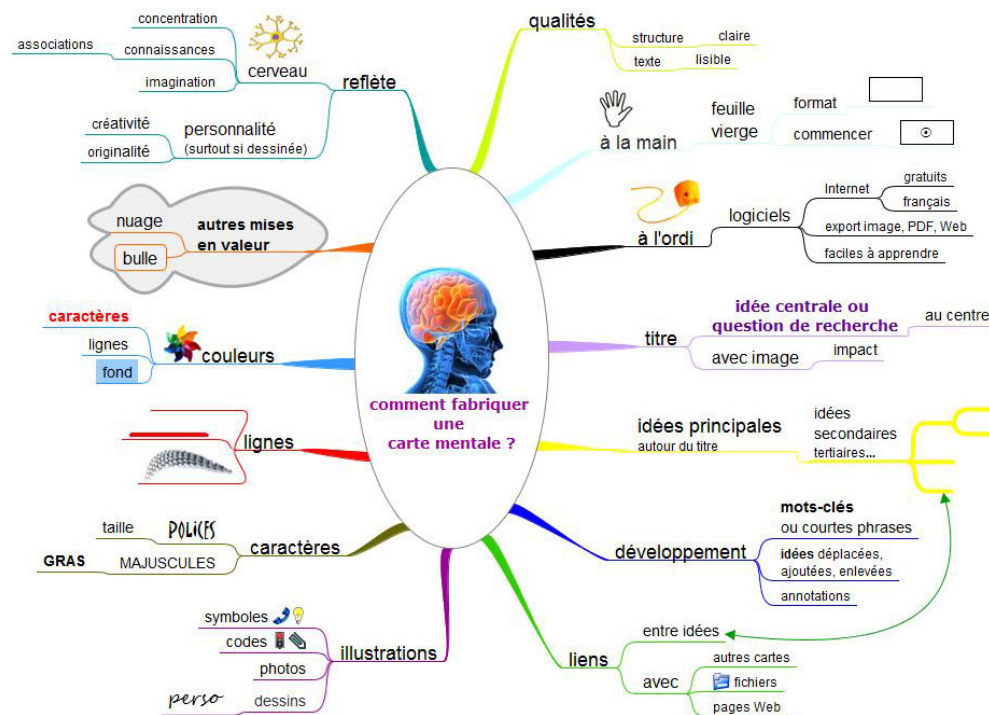 comment fabriquer
une
carte mentale ?
qualités
structure
claire
texte
lisible
à la main
feuille
vierge
format
commencer
à l'ordi
logiciels
Internet
gratuits
français
export image, PDF, Web
faciles à apprendre
titre
idée centrale ou
question de recherche
au centre
avec image
impact
idées principales
autour du titre
idées
secondaires
tertiaires...
développement
mots-clés
ou courtes phrases
idées déplacées,
ajoutées, enlevées
annotations
liens
entre idées
avec
autres cartes
fichiers
pages Web
illustrations
symboles
codes
photos
dessins
perso
caractères
POLICES
taille
MAJUSCULES
GRAS
lignes
couleurs
caractères
lignes
fond
autres mises
en valeur
nuage
bulle
reflète
cerveau
concentration
connaissances
associations
imagination
personnalité
(surtout si dessinée)
créativité
originalité